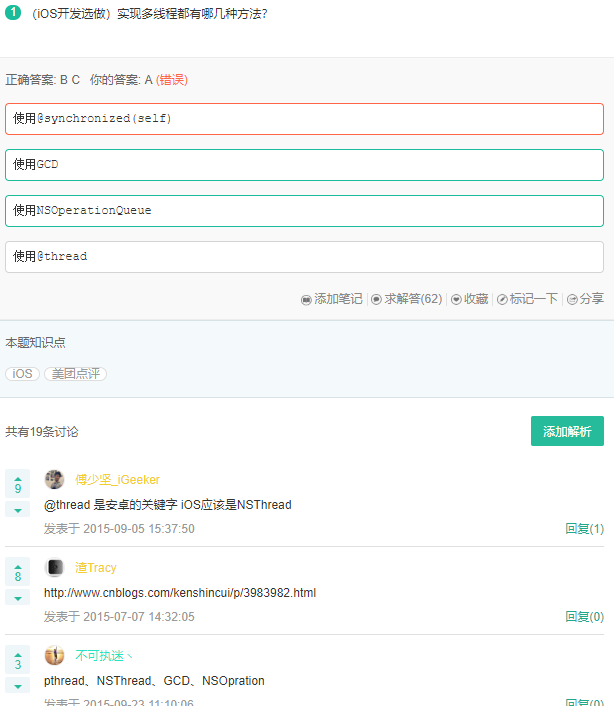 1 （iOS开发选做）实现多线程都有哪几种方法？
正确答案: B C 你的答案: A (错误)
使用@synchronized(self)
使用GCD
使用NSOperationQueue
使用@thread
添加笔记 | 求解答(62) | 收藏 | 标记一下 | 分享
本题知识点
iOS 美团点评
共有19条讨论 添加解析
9
傅少坚_iGeeker
@thread 是安卓的关键字 iOS应该是NSThread
发表于 2015-09-05 15:37:50 回复(1)
8
潼Tracy
http://www.cnblogs.com/kenshincui/p/3983982.html
发表于 2015-07-07 14:32:05 回复(0)
3
不可执迷丶
pthread、NSThread、GCD、NSOpration
发表于 2015-09-23 11:10:06 回复(0)